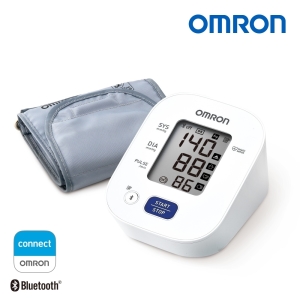 OMRON
OMRON
SYS
mmHg
140
DIA
mmHg
88
PULSE
/min
86
START
STOP
connect
OMRON
Bluetooth®